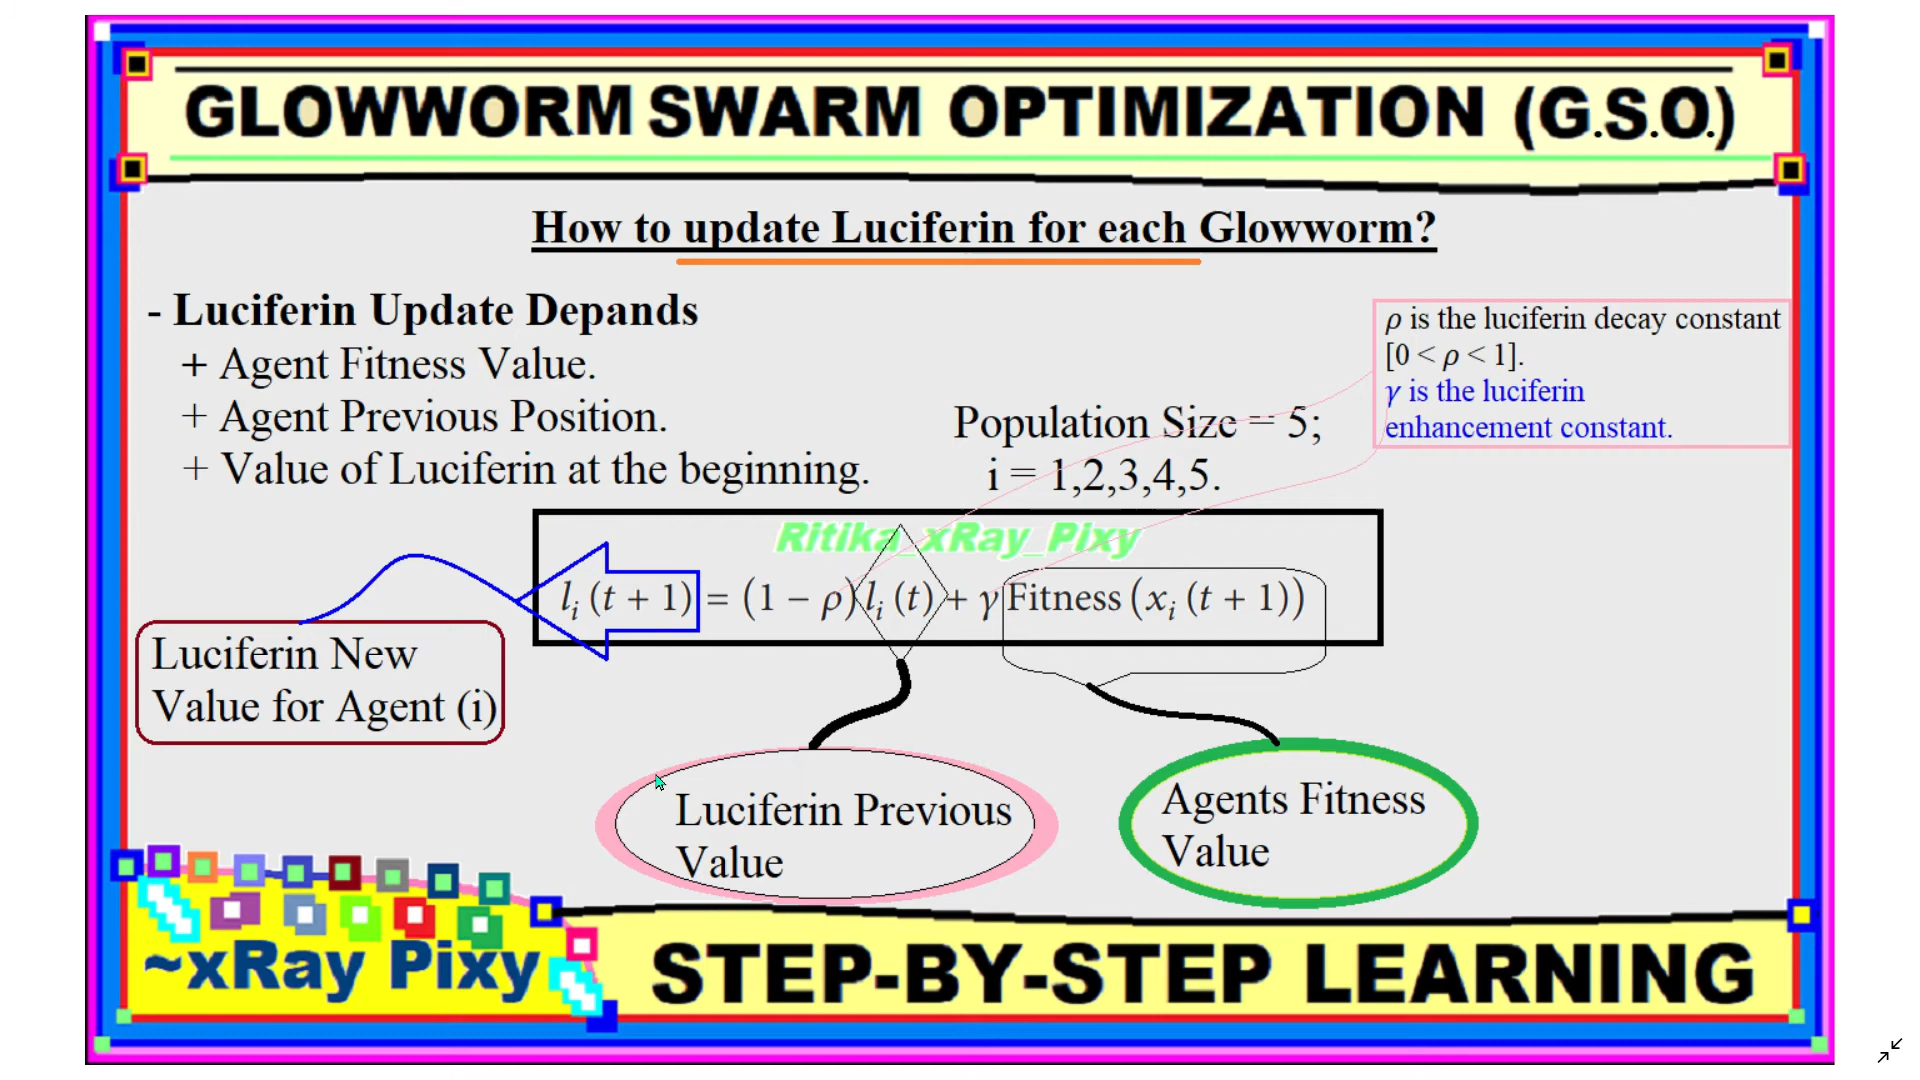 GLOWWORM SWARM OPTIMIZATION (G.S.O.)
How to update Luciferin for each Glowworm?
- Luciferin Update Depands
+ Agent Fitness Value.
+ Agent Previous Position.
+ Value of Luciferin at the beginning.
Population Size = 5;
i = 1,2,3,4,5.
ρ is the luciferin decay constant
[0 < ρ < 1].
γ is the luciferin
enhancement constant.
Ritika_xRay_Pixy
lᵢ (t + 1) = (1 − ρ) lᵢ (t) + γ Fitness (xᵢ (t + 1))
Luciferin New
Value for Agent (i)
Luciferin Previous
Value
Agents Fitness
Value
~xRay Pixy
STEP-BY-STEP LEARNING